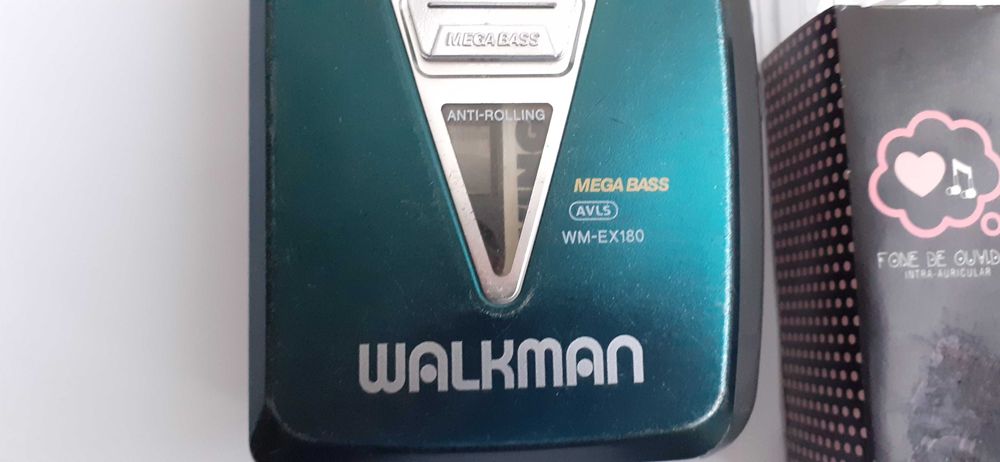 MEGA BASS
ANTI-ROLLING
MEGA BASS
AVLS
WM-EX180
WALKMAN
FONE DE OUVID
INTRA-AURICULAR